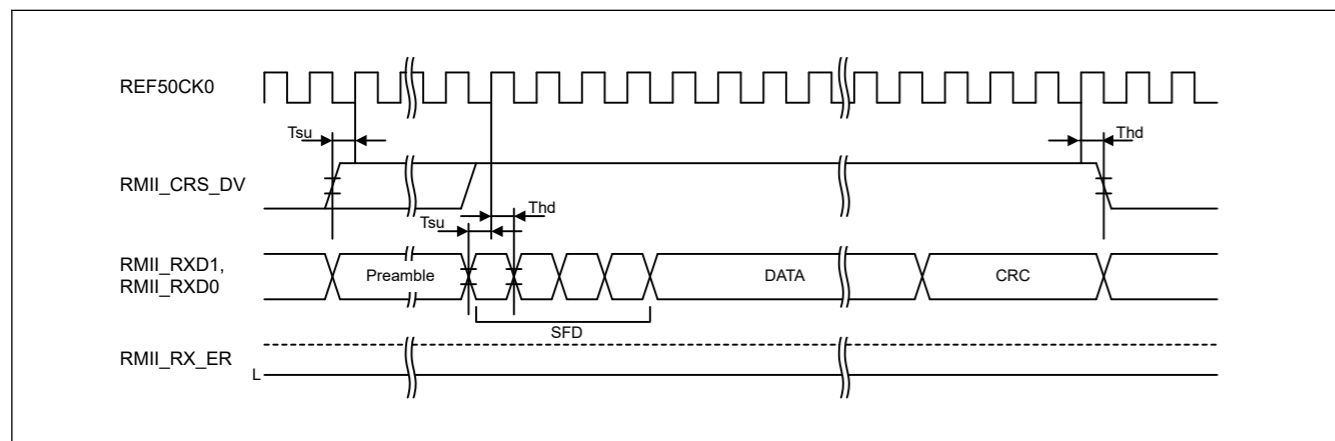 REF50CK0
Tsu
Thd
RMII_CRS_DV
Tsu
Thd
RMII_RXD1,
RMII_RXD0
Preamble
DATA
CRC
SFD
RMII_RX_ER
L